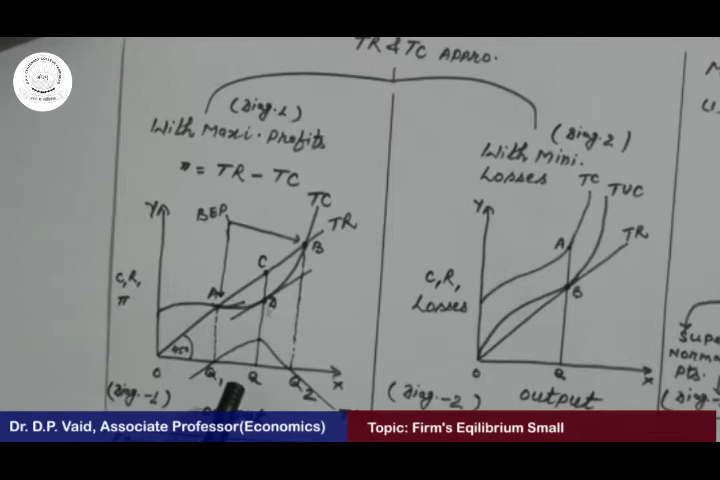 TR & TC APPRO.
(Diag.1)
With Maxi. Profits
π = TR - TC
(Diag.2)
With Mini.
Losses
TC
TR
BEP
Y
B
C
A
D
C, R,
π
45°
O
Q1
Q
Q2
X
(Diag.-1)
TC
TVC
TR
Y
A
B
C, R,
Losses
O
Q
X
(Diag.-2)
OUTPUT
Norma
Pts.
Dr. D.P. Vaid, Associate Professor(Economics)
Topic: Firm's Eqilibrium Small